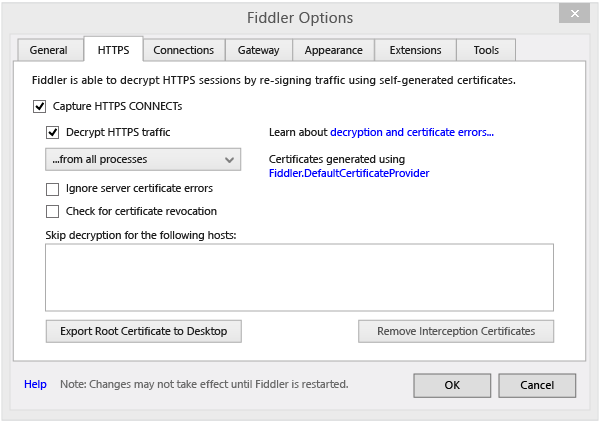 Fiddler Options
General HTTPS Connections Gateway Appearance Extensions Tools
Fiddler is able to decrypt HTTPS sessions by re-signing traffic using self-generated certificates.
Capture HTTPS CONNECTs
Decrypt HTTPS traffic
Learn about decryption and certificate errors...
...from all processes
Certificates generated using
Fiddler.DefaultCertificateProvider
Ignore server certificate errors
Check for certificate revocation
Skip decryption for the following hosts:
Export Root Certificate to Desktop
Remove Interception Certificates
Help Note: Changes may not take effect until Fiddler is restarted.
OK Cancel